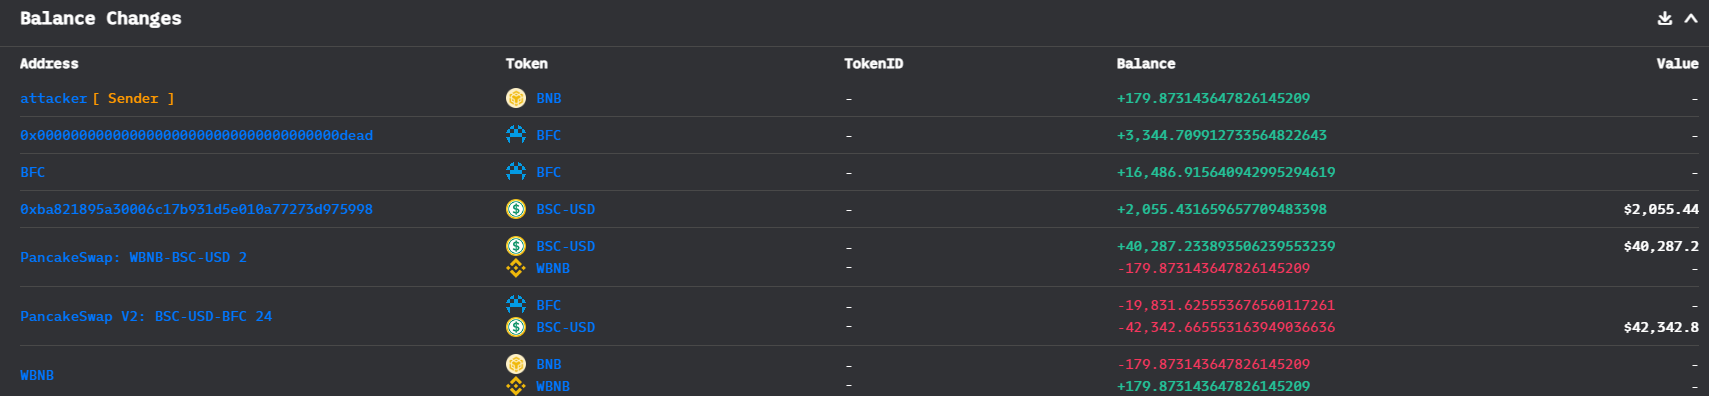 Balance Changes
Address Token TokenID Balance Value
attacker [ Sender ] BNB - +179.873143647826145209 -
0x000000000000000000000000000000000000dead BFC - +3,344.709912733564822643 -
BFC BFC - +16,486.915640942995294619 -
0xba821895a30006c17b931d5e010a77273d975998 BSC-USD - +2,055.431659657709483398 $2,055.44
PancakeSwap: WBNB-BSC-USD 2 BSC-USD - +40,287.233893506239553239 $40,287.2
WBNB - -179.873143647826145209 -
PancakeSwap V2: BSC-USD-BFC 24 BFC - -19,831.625553676560117261 -
BSC-USD - -42,342.665553163949036636 $42,342.8
WBNB BNB - -179.873143647826145209 -
WBNB - +179.873143647826145209 -